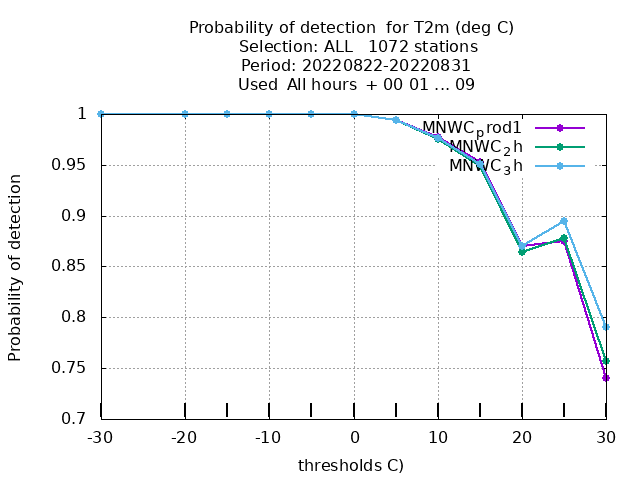 Probability of detection  for T2m (deg C)
Selection: ALL   1072 stations
Period: 20220822-20220831
Used  All hours  + 00 01 ... 09
MNWC_prod1
MNWC_2h
MNWC_3h
1
0.95
0.9
0.85
0.8
0.75
0.7
Probability of detection
-30 -20 -10 0 10 20 30
thresholds C)